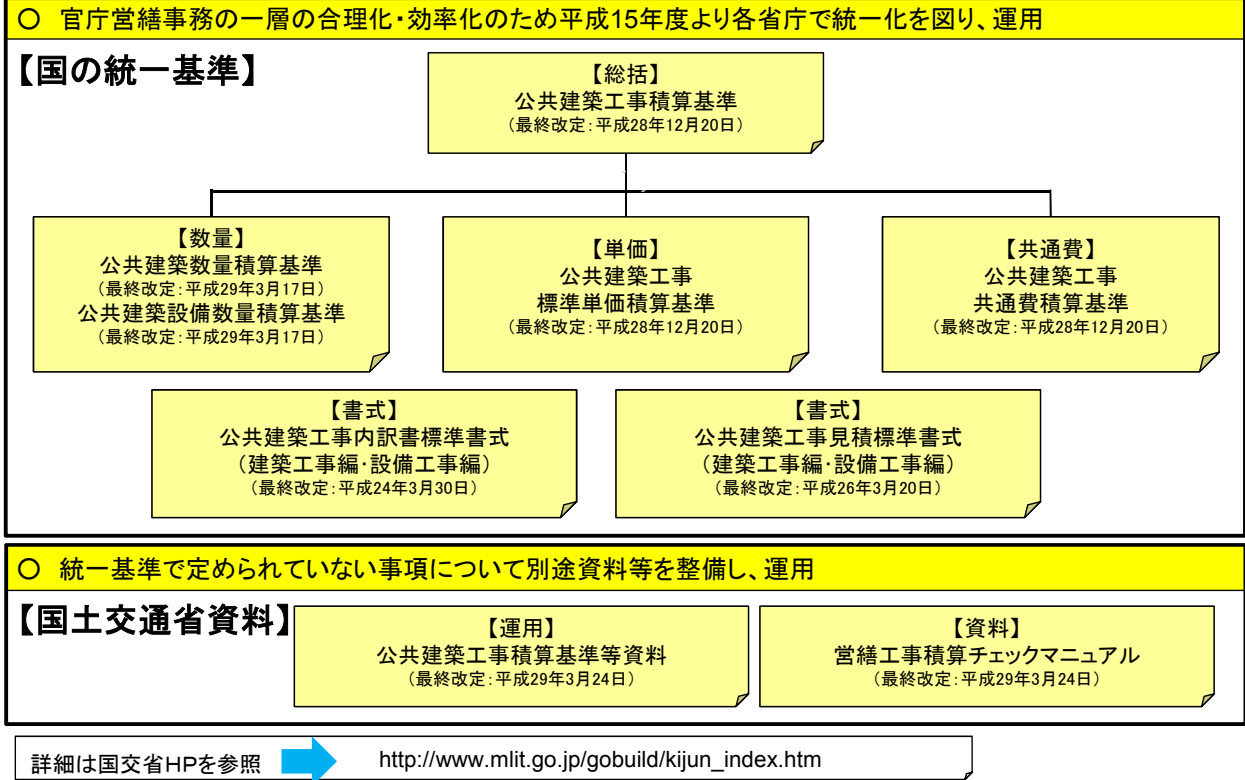 ○ 官庁営繕事務の一層の合理化・効率化のため平成15年度より各省庁で統一化を図り、運用
【国の統一基準】
【総括】
公共建築工事積算基準
（最終改定：平成28年12月20日）
【数量】
公共建築数量積算基準
（最終改定：平成29年3月17日）
公共建築設備数量積算基準
（最終改定：平成29年3月17日）
【単価】
公共建築工事
標準単価積算基準
（最終改定：平成28年12月20日）
【共通費】
公共建築工事
共通費積算基準
（最終改定：平成28年12月20日）
【書式】
公共建築工事内訳書標準書式
（建築工事編・設備工事編）
（最終改定：平成24年3月30日）
【書式】
公共建築工事見積標準書式
（建築工事編・設備工事編）
（最終改定：平成26年3月20日）
○ 統一基準で定められていない事項について別途資料等を整備し、運用
【国土交通省資料】
【運用】
公共建築工事積算基準等資料
（最終改定：平成29年3月24日）
【資料】
営繕工事積算チェックマニュアル
（最終改定：平成29年3月24日）
詳細は国交省HPを参照 http://www.mlit.go.jp/gobuild/kijun_index.htm